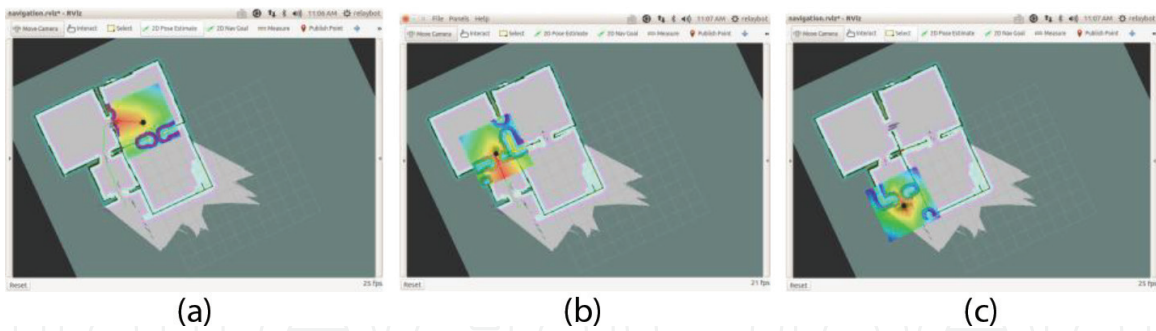 navigation.rviz* - RViz 11:06 AM relaybot
Move Camera Interact Select 2D Pose Estimate 2D Nav Goal Measure Publish Point
Reset 25 fps
(a)
File Panels Help 11:07 AM relaybot
Move Camera Interact Select 2D Pose Estimate 2D Nav Goal Measure Publish Point
Reset 21 fps
(b)
navigation.rviz* - RViz 11:07 AM relaybot
Move Camera Interact Select 2D Pose Estimate 2D Nav Goal Measure Publish Point
Reset 25 fps
(c)